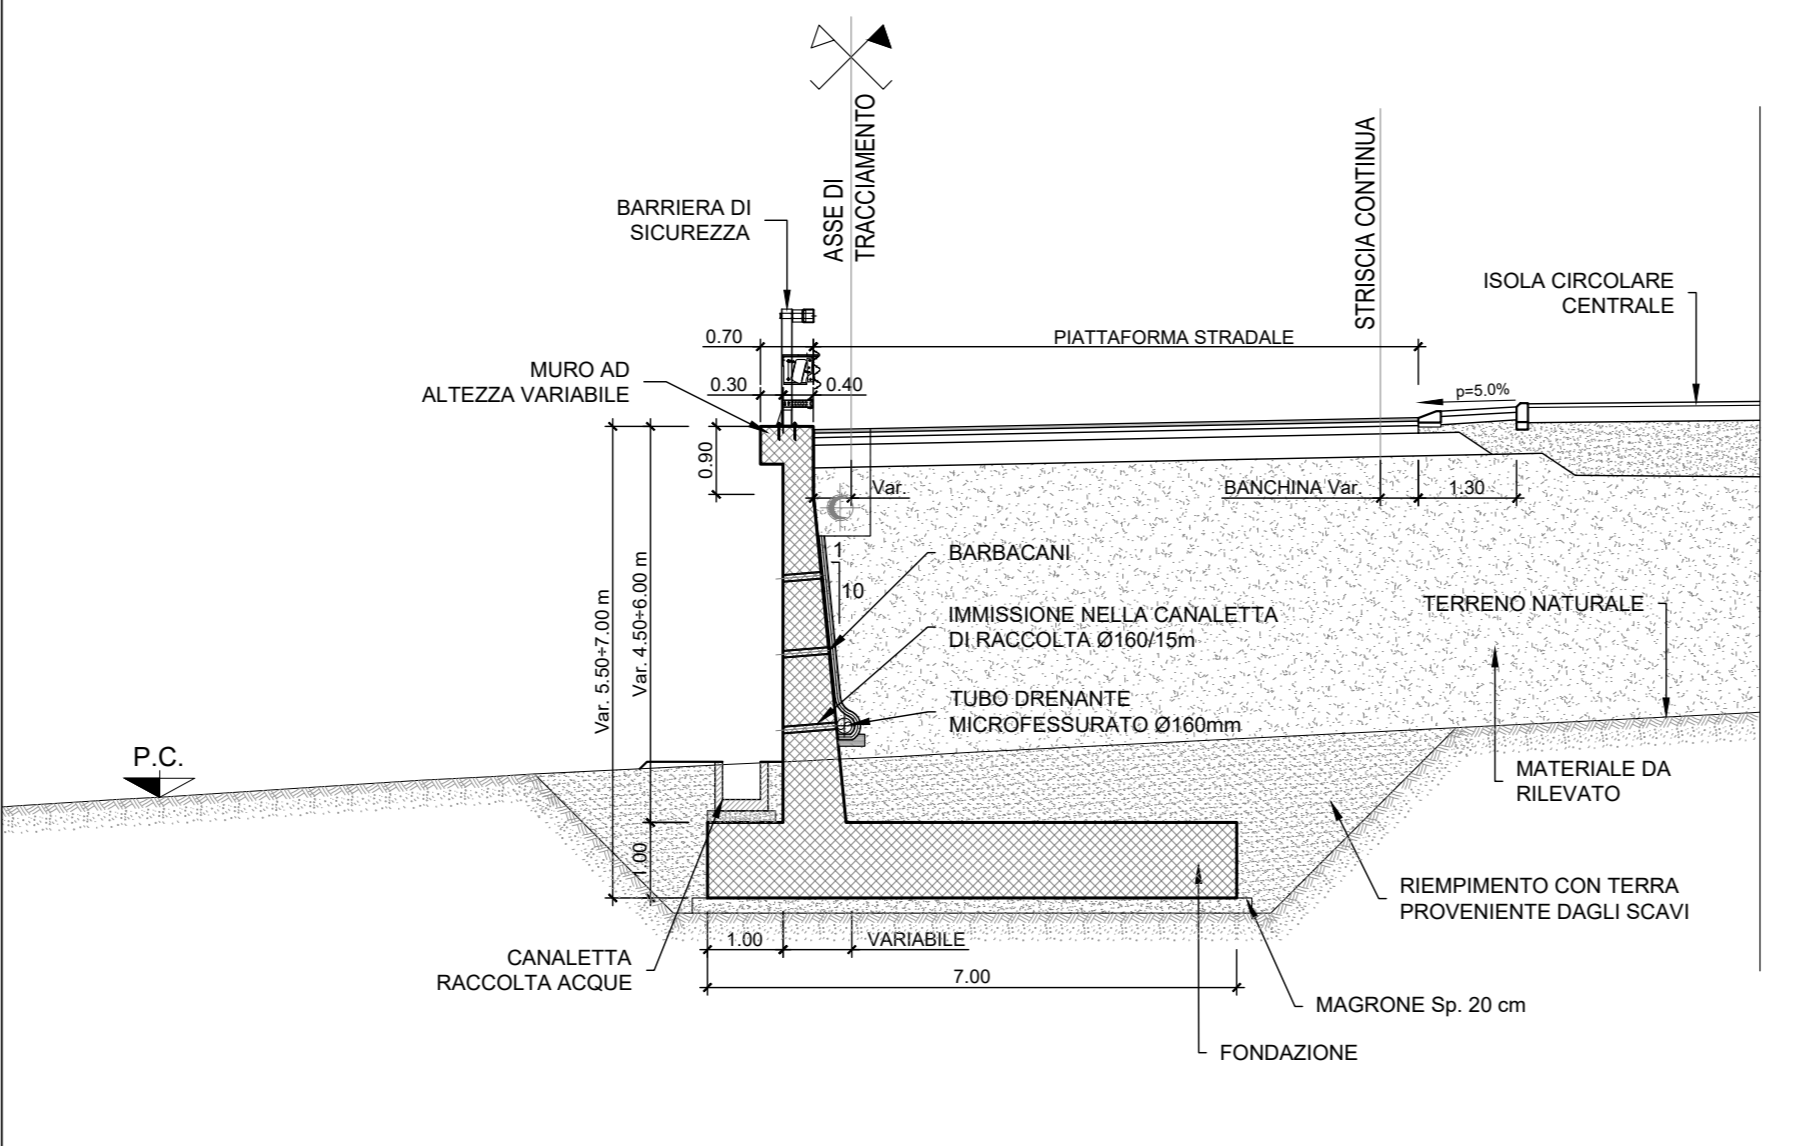 ASSE DI
TRACCIAMENTO
STRISCIA CONTINUA
BARRIERA DI
SICUREZZA
ISOLA CIRCOLARE
CENTRALE
0.70
PIATTAFORMA STRADALE
MURO AD
ALTEZZA VARIABILE
0.30
0.40
p=5.0%
0.90
Var.
BANCHINA Var.
1.30
BARBACANI
1
10
Var. 5.50÷7.00 m
Var. 4.50÷6.00 m
IMMISSIONE NELLA CANALETTA
DI RACCOLTA Ø160/15m
TERRENO NATURALE
TUBO DRENANTE
MICROFESSURATO Ø160mm
P.C.
MATERIALE DA
RILEVATO
1.00
RIEMPIMENTO CON TERRA
PROVENIENTE DAGLI SCAVI
1.00
VARIABILE
CANALETTA
RACCOLTA ACQUE
7.00
MAGRONE Sp. 20 cm
FONDAZIONE